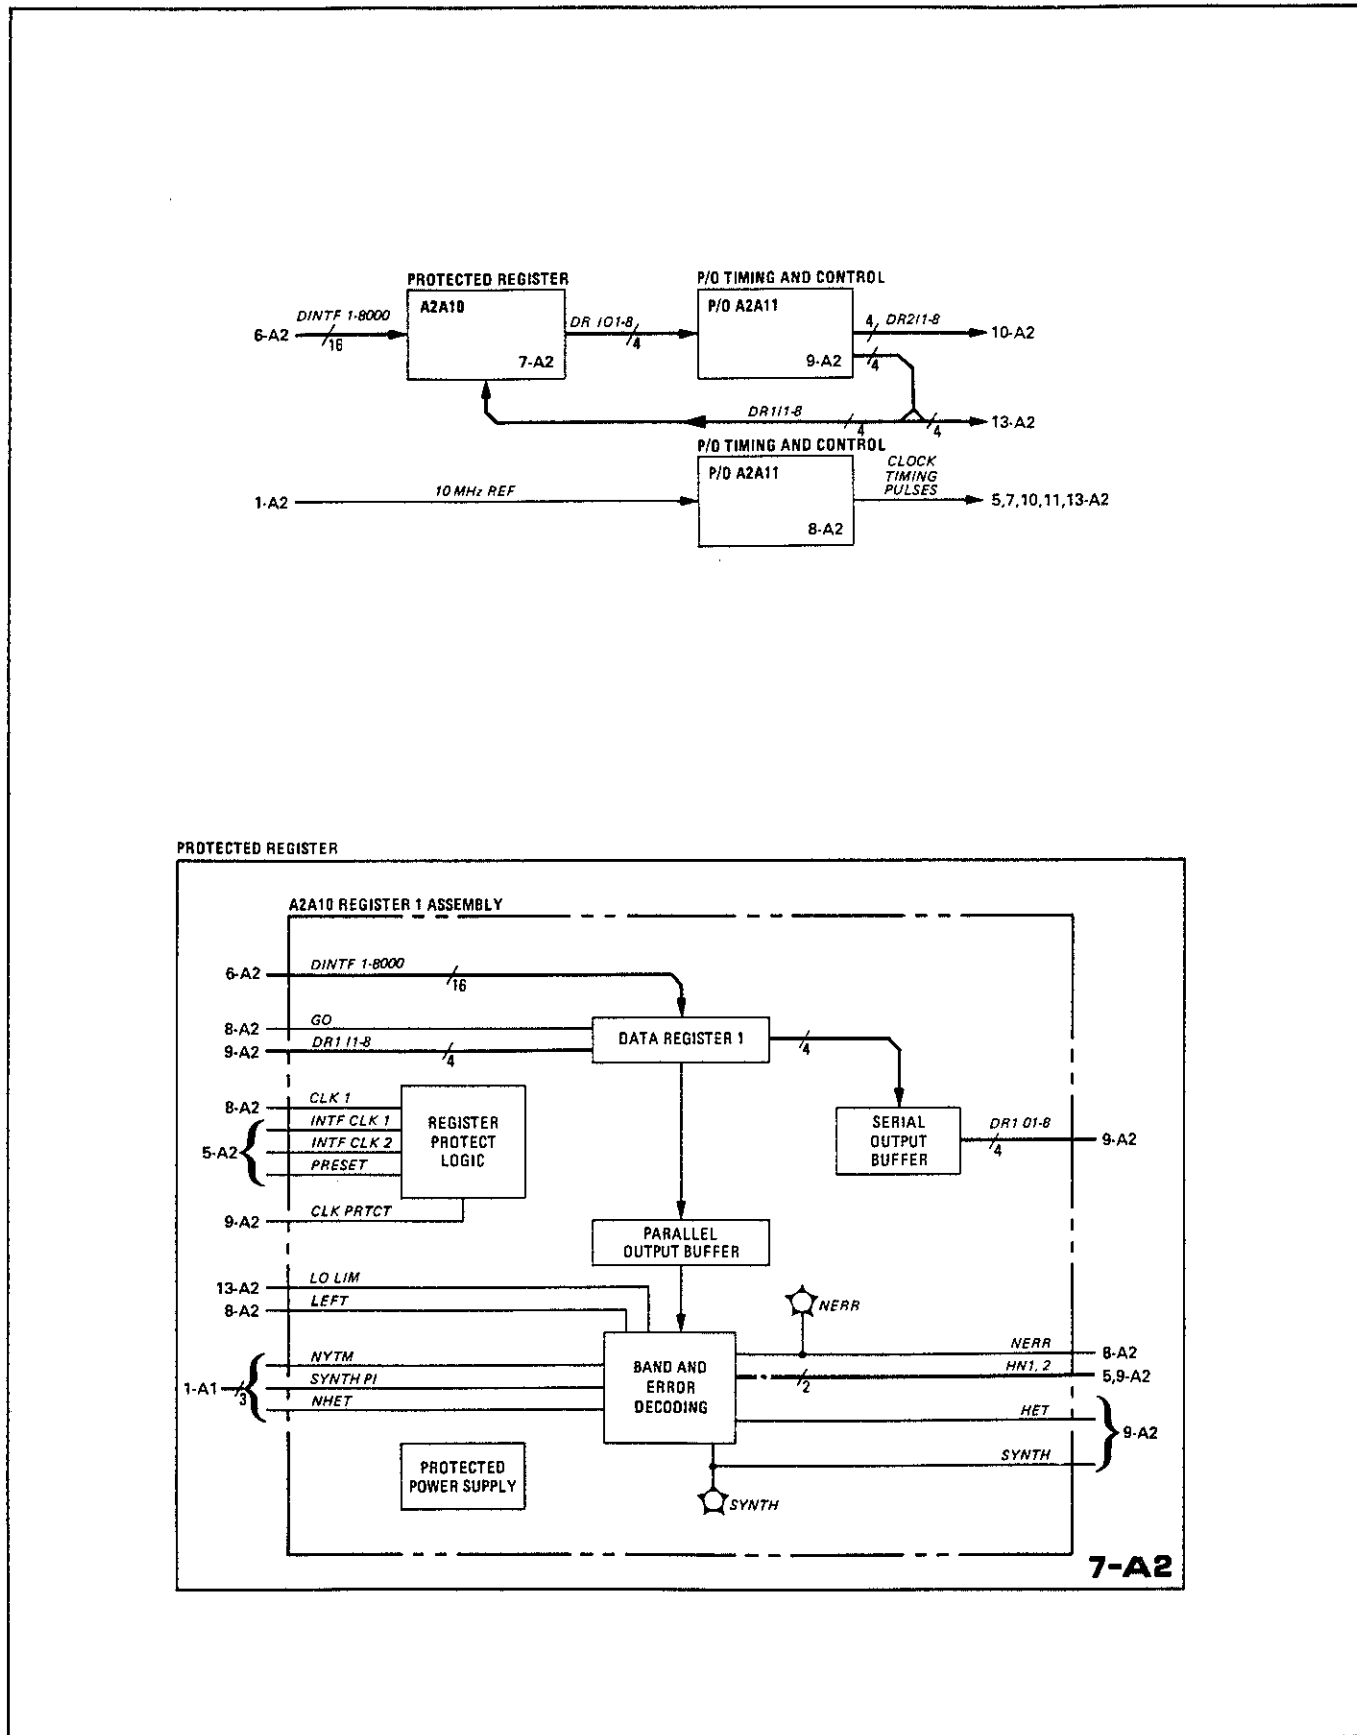 PROTECTED REGISTER
P/O TIMING AND CONTROL
A2A10
P/O A2A11
6-A2
DINTF 1-8000
16
DR 1O1-8
4
4
DR2I1-8
10-A2
7-A2
9-A2
4
DR1I1-8
4
4
13-A2
P/O TIMING AND CONTROL
P/O A2A11
1-A2
10 MHz REF
CLOCK
TIMING
PULSES
5,7,10,11,13-A2
8-A2
PROTECTED REGISTER
A2A10 REGISTER 1 ASSEMBLY
6-A2
DINTF 1-8000
16
8-A2
GO
9-A2
DR1 I1-8
4
DATA REGISTER 1
4
8-A2
CLK 1
5-A2
INTF CLK 1
INTF CLK 2
PRESET
REGISTER
PROTECT
LOGIC
SERIAL
OUTPUT
BUFFER
DR1 01-8
4
9-A2
9-A2
CLK PRTCT
PARALLEL
OUTPUT BUFFER
13-A2
LO LIM
8-A2
LEFT
NERR
1-A1
3
NYTM
SYNTH PI
NHET
BAND AND
ERROR
DECODING
NERR
8-A2
HN1, 2
2
5,9-A2
HET
SYNTH
9-A2
PROTECTED
POWER SUPPLY
SYNTH
7-A2